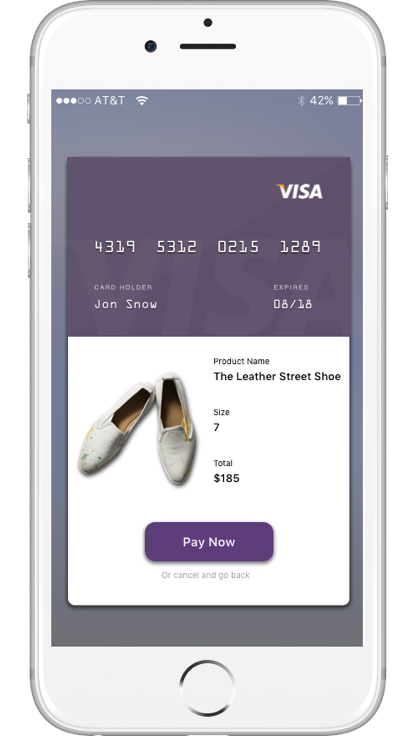 AT&T 42%
VISA
4319 5312 0215 1289
CARD HOLDER EXPIRES
Jon Snow 08/18
VISA
Product Name
The Leather Street Shoe
Size
7
Total
$185
Pay Now
Or cancel and go back